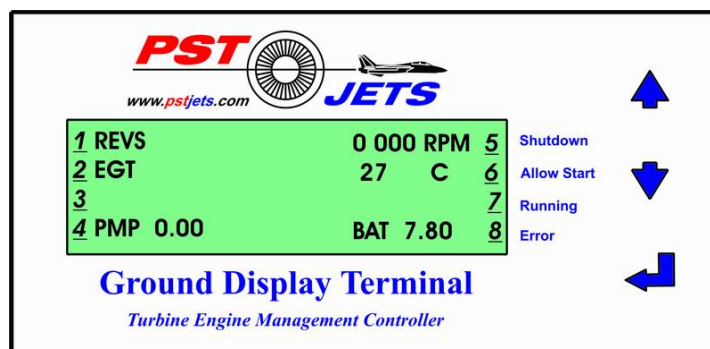 PST
JETS
www.pstjets.com
1 REVS 0 000 RPM 5 Shutdown
2 EGT 27 C 6 Allow Start
3 7 Running
4 PMP 0.00 BAT 7.80 8 Error
Ground Display Terminal
Turbine Engine Management Controller